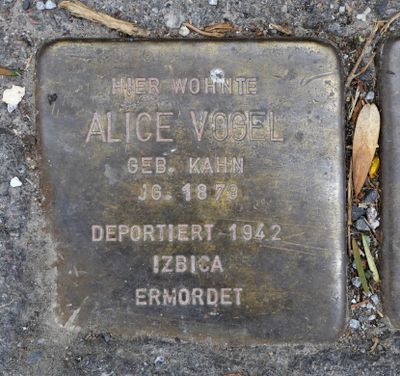 HIER WOHNTE
ALICE VOGEL
GEB. KAHN
JG. 1879
DEPORTIERT 1942
IZBICA
ERMORDET